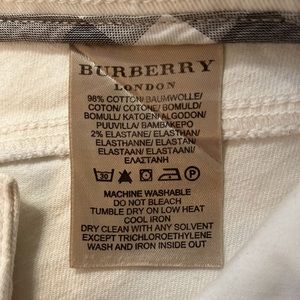 BURBERRY
LONDON
98% COTTON/BAUMWOLLE/
COTON/ COTONE/ BOMULD/
BOMULL/ KATOEN/ALGODON/
PUUVILLA/ BAMBAKEPO
2% ELASTANE/ ELASTHAN/
ELASTHANNE/ ELASTAN/
ELASTAAN/ ELASTAANI/
ΕΛΑΣΤΑΝΗ
30 P
MACHINE WASHABLE
DO NOT BLEACH
TUMBLE DRY ON LOW HEAT
COOL IRON
DRY CLEAN WITH ANY SOLVENT
EXCEPT TRICHLOROETHYLENE
WASH AND IRON INSIDE OUT